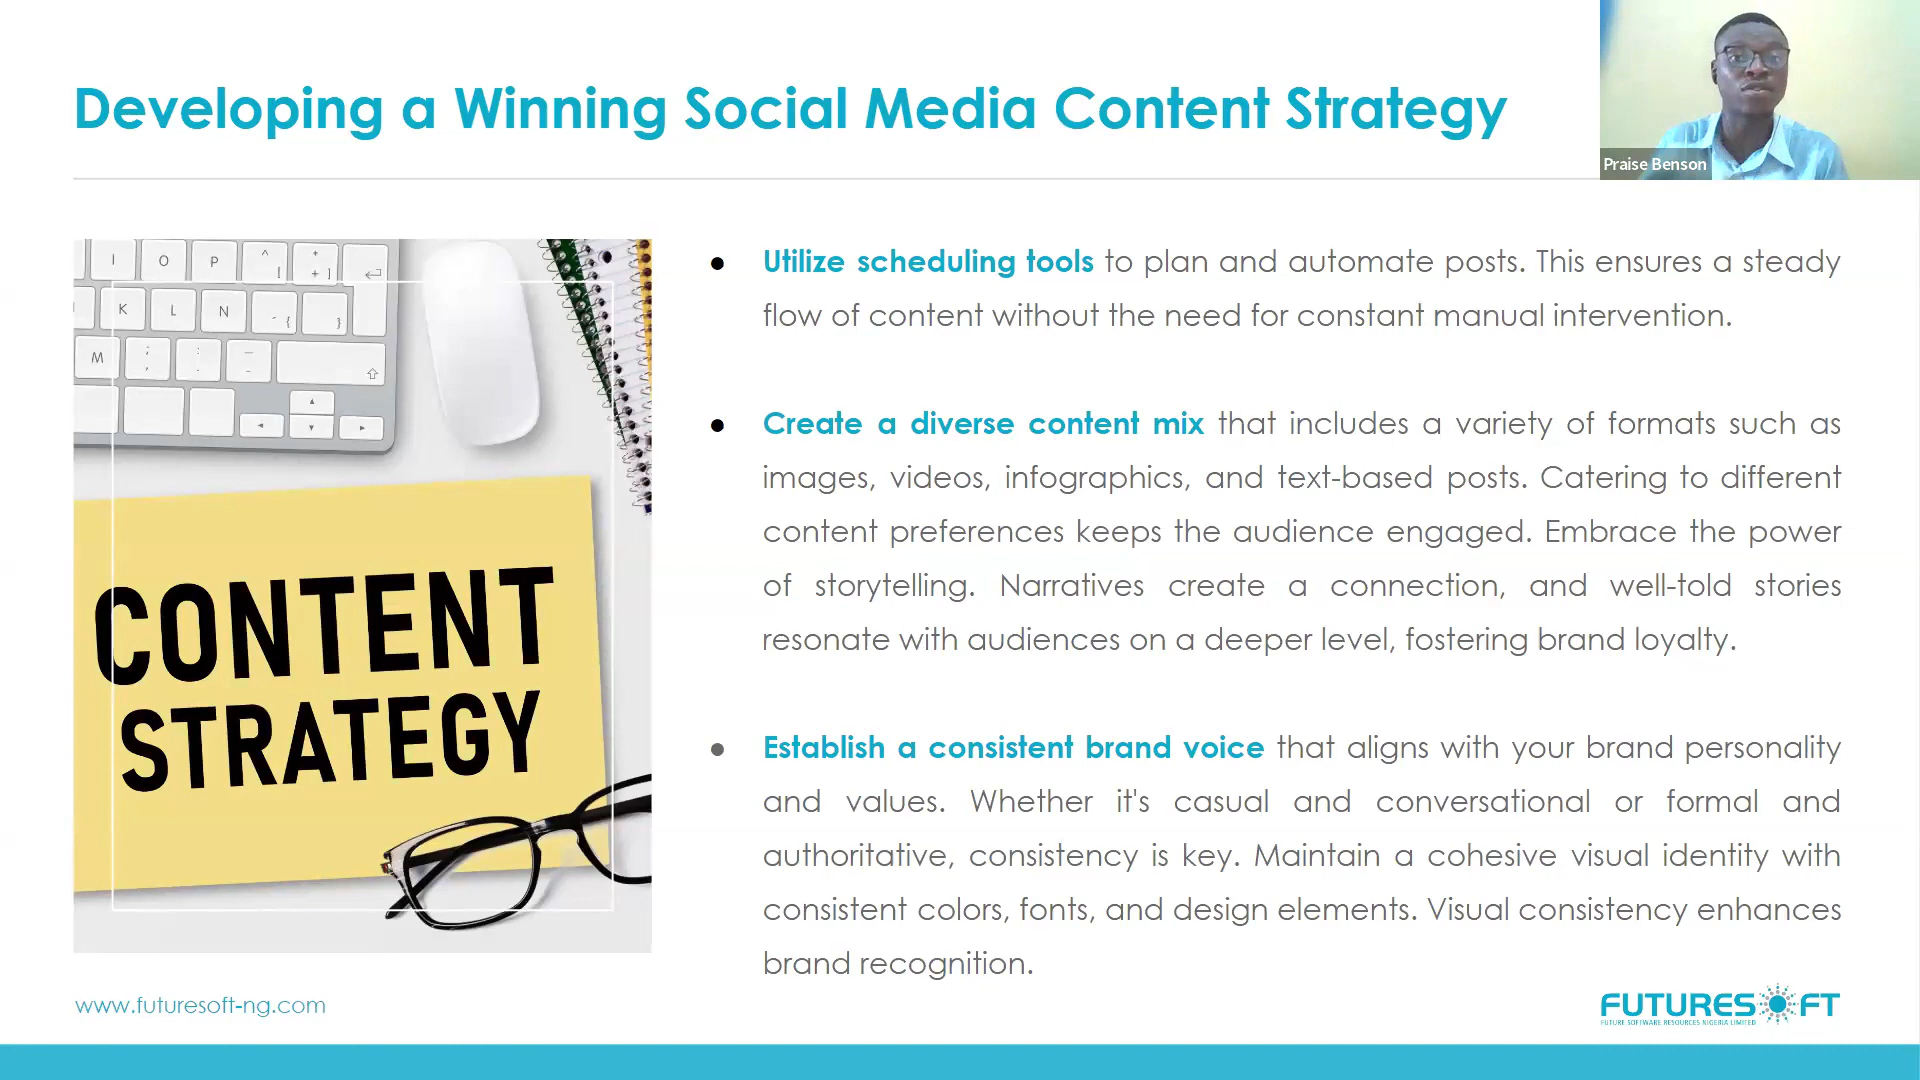 Developing a Winning Social Media Content Strategy
Praise Benson
● Utilize scheduling tools to plan and automate posts. This ensures a steady
flow of content without the need for constant manual intervention.
● Create a diverse content mix that includes a variety of formats such as
images, videos, infographics, and text-based posts. Catering to different
content preferences keeps the audience engaged. Embrace the power
of storytelling. Narratives create a connection, and well-told stories
resonate with audiences on a deeper level, fostering brand loyalty.
● Establish a consistent brand voice that aligns with your brand personality
and values. Whether it's casual and conversational or formal and
authoritative, consistency is key. Maintain a cohesive visual identity with
consistent colors, fonts, and design elements. Visual consistency enhances
brand recognition.
I O P
K L N
M
CONTENT
STRATEGY
www.futuresoft-ng.com
FUTURESOFT
FUTURE SOFTWARE RESOURCES NIGERIA LIMITED